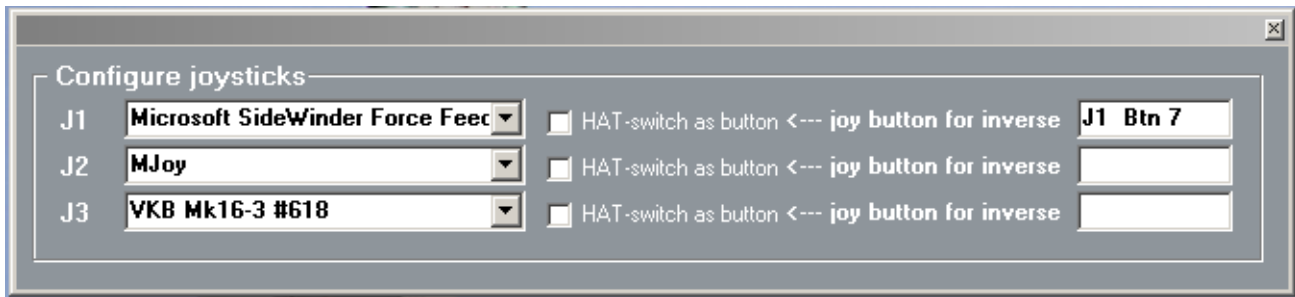 Configure joysticks
J1 Microsoft SideWinder Force Feec HAT-switch as button <--- joy button for inverse J1 Btn 7
J2 MJoy HAT-switch as button <--- joy button for inverse
J3 VKB Mk16-3 #618 HAT-switch as button <--- joy button for inverse